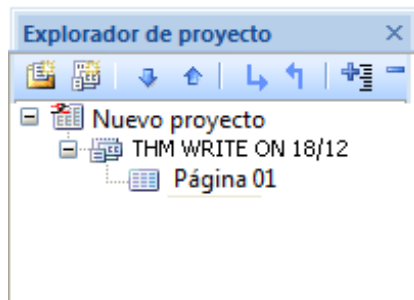 Explorador de proyecto
Nuevo proyecto
THM WRITE ON 18/12
Página 01